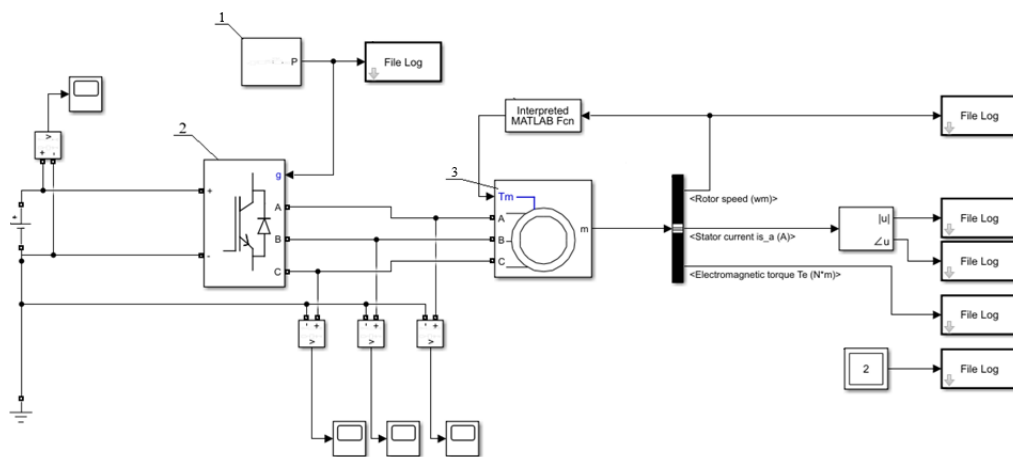 1
P
File Log
Interpreted
MATLAB Fcn
File Log
2
g
+
-
A
B
C
3
Tm
A
B
C
m
<Rotor speed (wm)>
<Stator current is_a (A)>
<Electromagnetic torque Te (N*m)>
|u|
∠u
File Log
File Log
File Log
2
File Log
+
v
+ -
- +
v
- +
v
- +
v